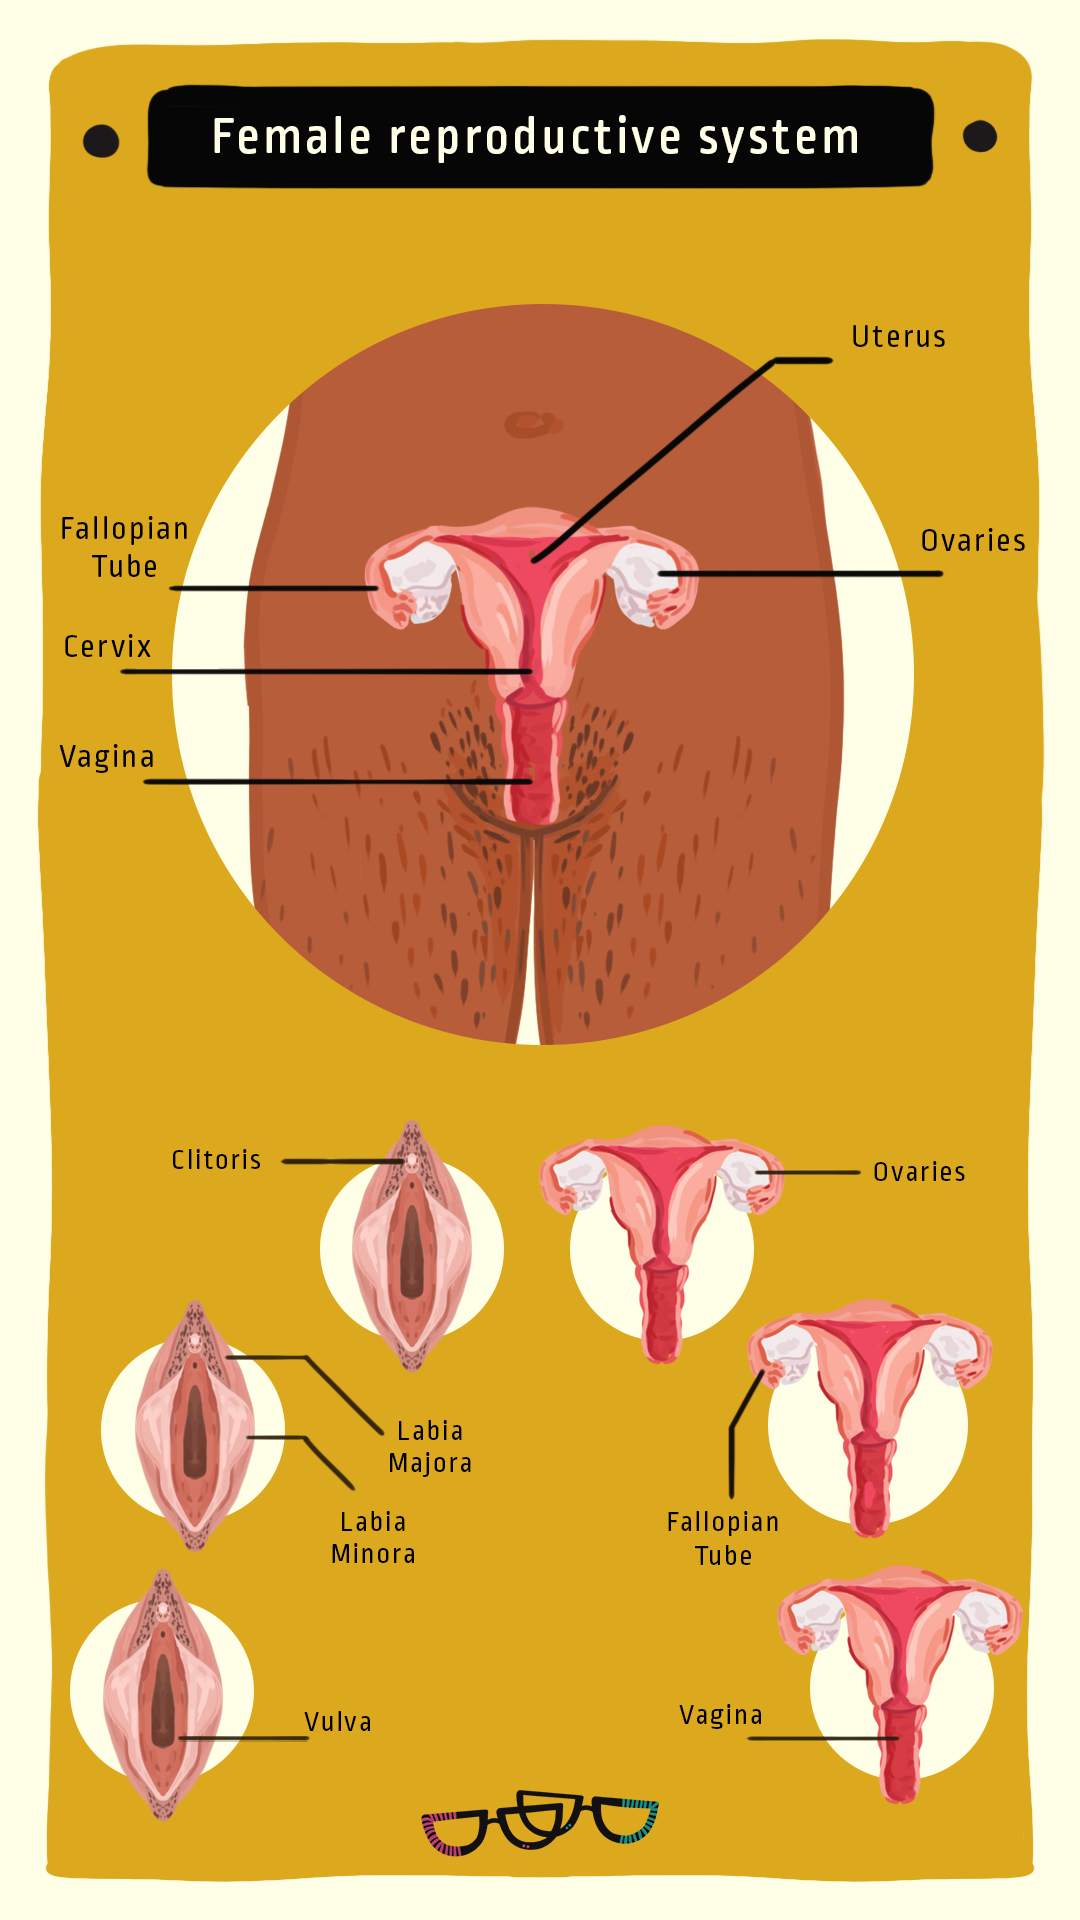 Female reproductive system
Uterus
Fallopian
Tube
Ovaries
Cervix
Vagina
Clitoris
Ovaries
Labia
Majora
Labia
Minora
Fallopian
Tube
Vulva
Vagina